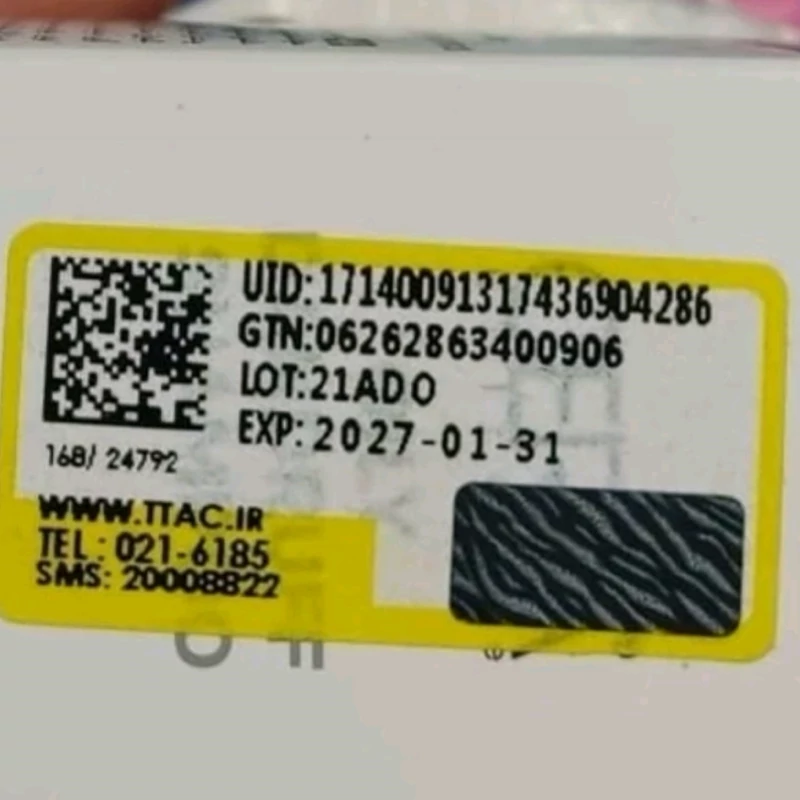 UID:17140091317436904286
GTN:06262863400906
LOT:21ADO
EXP: 2027-01-31
168/ 24792
WWW.TTAC.IR
TEL : 021-6185
SMS: 20008822